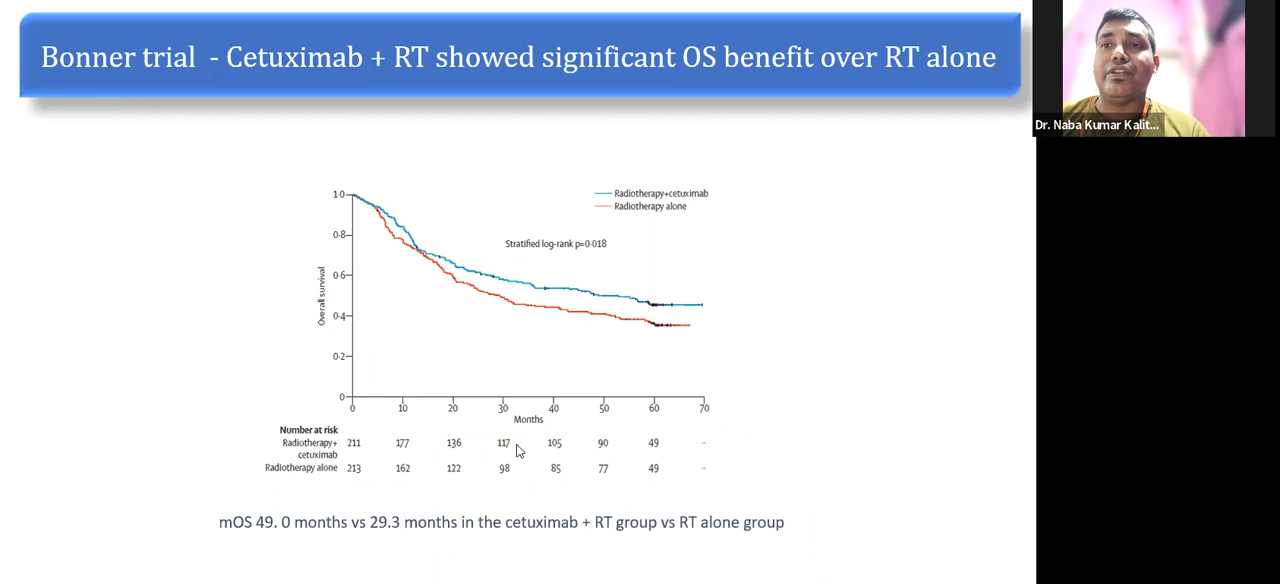 Bonner trial - Cetuximab + RT showed significant OS benefit over RT alone
Dr. Naba Kumar Kalit...
Radiotherapy+cetuximab
Radiotherapy alone
Stratified log-rank p=0·018
Overall survival
1·0
0·8
0·6
0·4
0·2
0
0 10 20 30 40 50 60 70
Months
Number at risk
Radiotherapy+ 211 177 136 117 105 90 49 ··
cetuximab
Radiotherapy alone 213 162 122 98 85 77 49 ··
mOS 49. 0 months vs 29.3 months in the cetuximab + RT group vs RT alone group